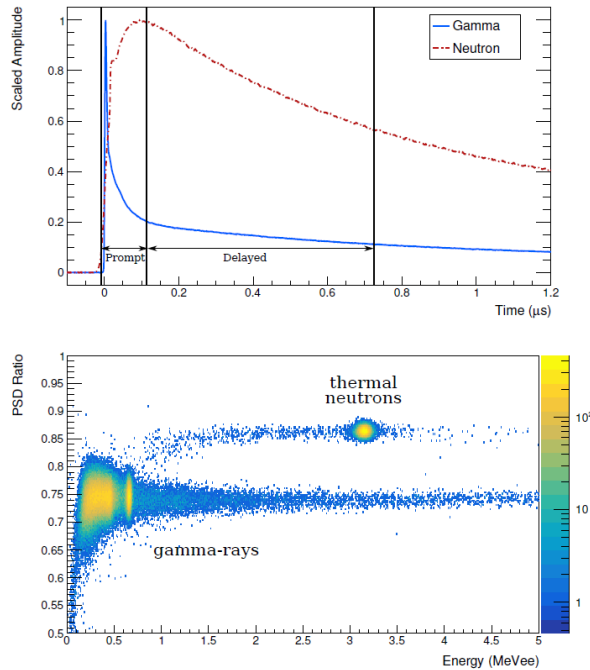 Scaled Amplitude
1
0.8
0.6
0.4
0.2
0
Gamma
Neutron
Prompt
Delayed
0 0.2 0.4 0.6 0.8 1 1.2
Time (μs)
PSD Ratio
1
0.95
0.9
0.85
0.8
0.75
0.7
0.65
0.6
0.55
0.5
thermal
neutrons
gamma-rays
0 0.5 1 1.5 2 2.5 3 3.5 4 4.5 5
Energy (MeVee)
10²
10
1